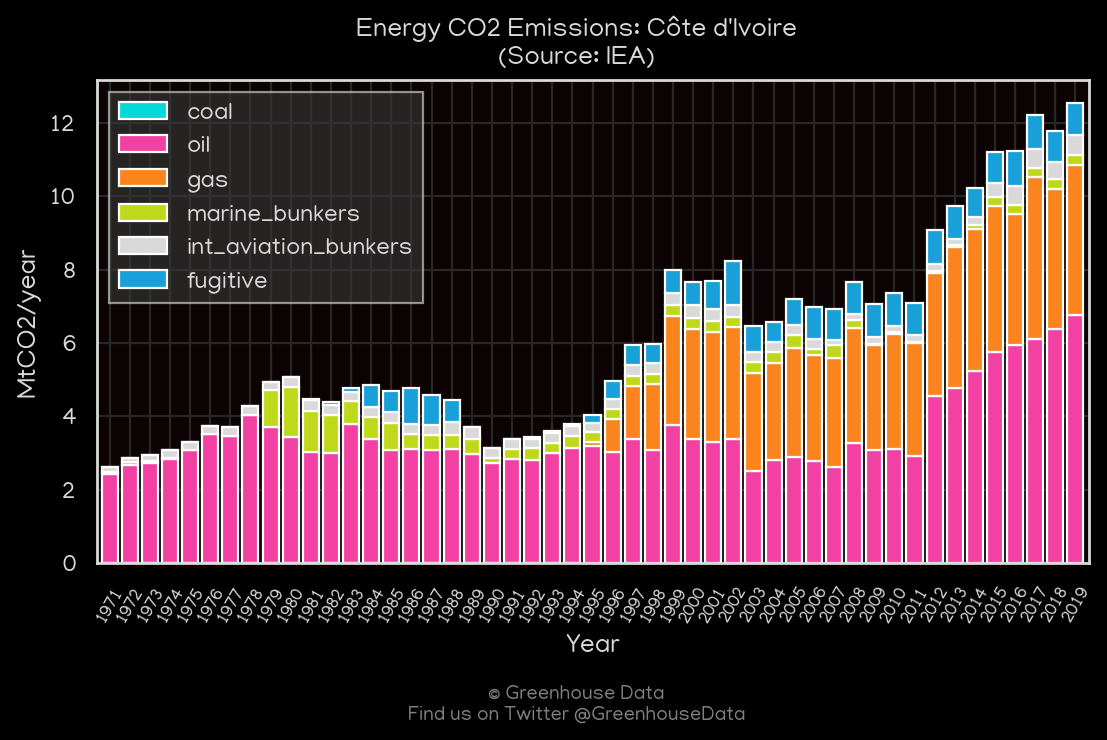 Energy CO2 Emissions: Côte d'Ivoire
(Source: IEA)
coal
oil
gas
marine_bunkers
int_aviation_bunkers
fugitive
MtCO2/year
12
10
8
6
4
2
0
1971 1972 1973 1974 1975 1976 1977 1978 1979 1980 1981 1982 1983 1984 1985 1986 1987 1988 1989 1990 1991 1992 1993 1994 1995 1996 1997 1998 1999 2000 2001 2002 2003 2004 2005 2006 2007 2008 2009 2010 2011 2012 2013 2014 2015 2016 2017 2018 2019
Year
© Greenhouse Data
Find us on Twitter @GreenhouseData